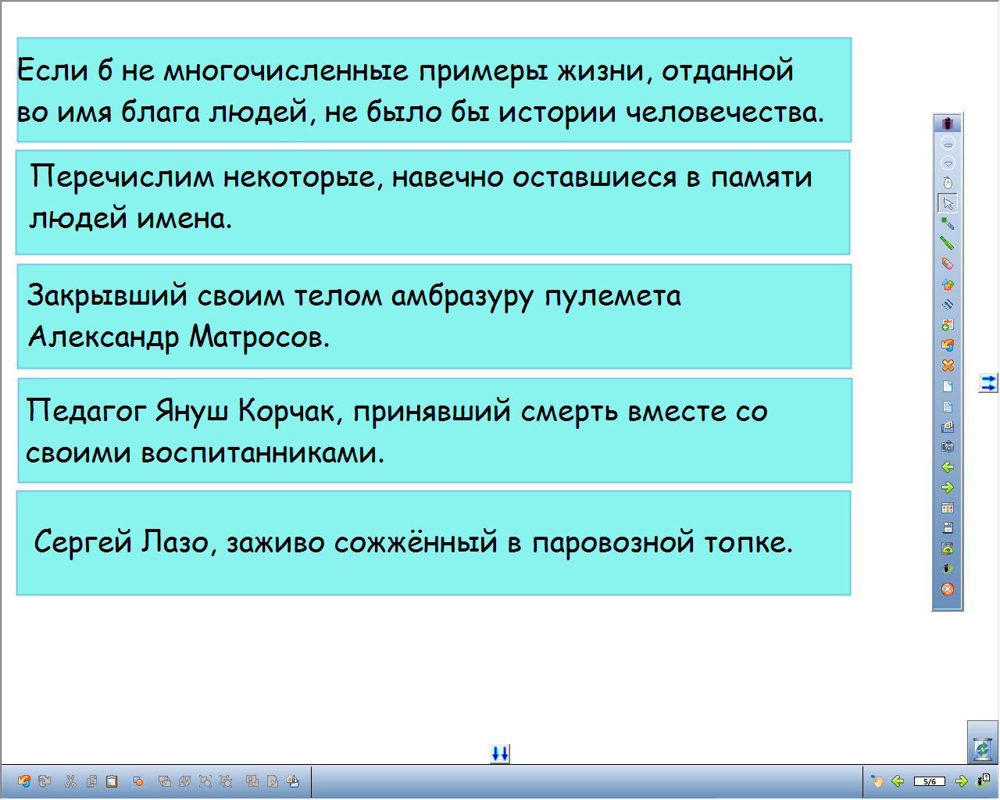 Если б не многочисленные примеры жизни, отданной
во имя блага людей, не было бы истории человечества.
Перечислим некоторые, навечно оставшиеся в памяти
людей имена.
Закрывший своим телом амбразуру пулемета
Александр Матросов.
Педагог Януш Корчак, принявший смерть вместе со
своими воспитанниками.
Сергей Лазо, заживо сожжённый в паровозной топке.
5/6